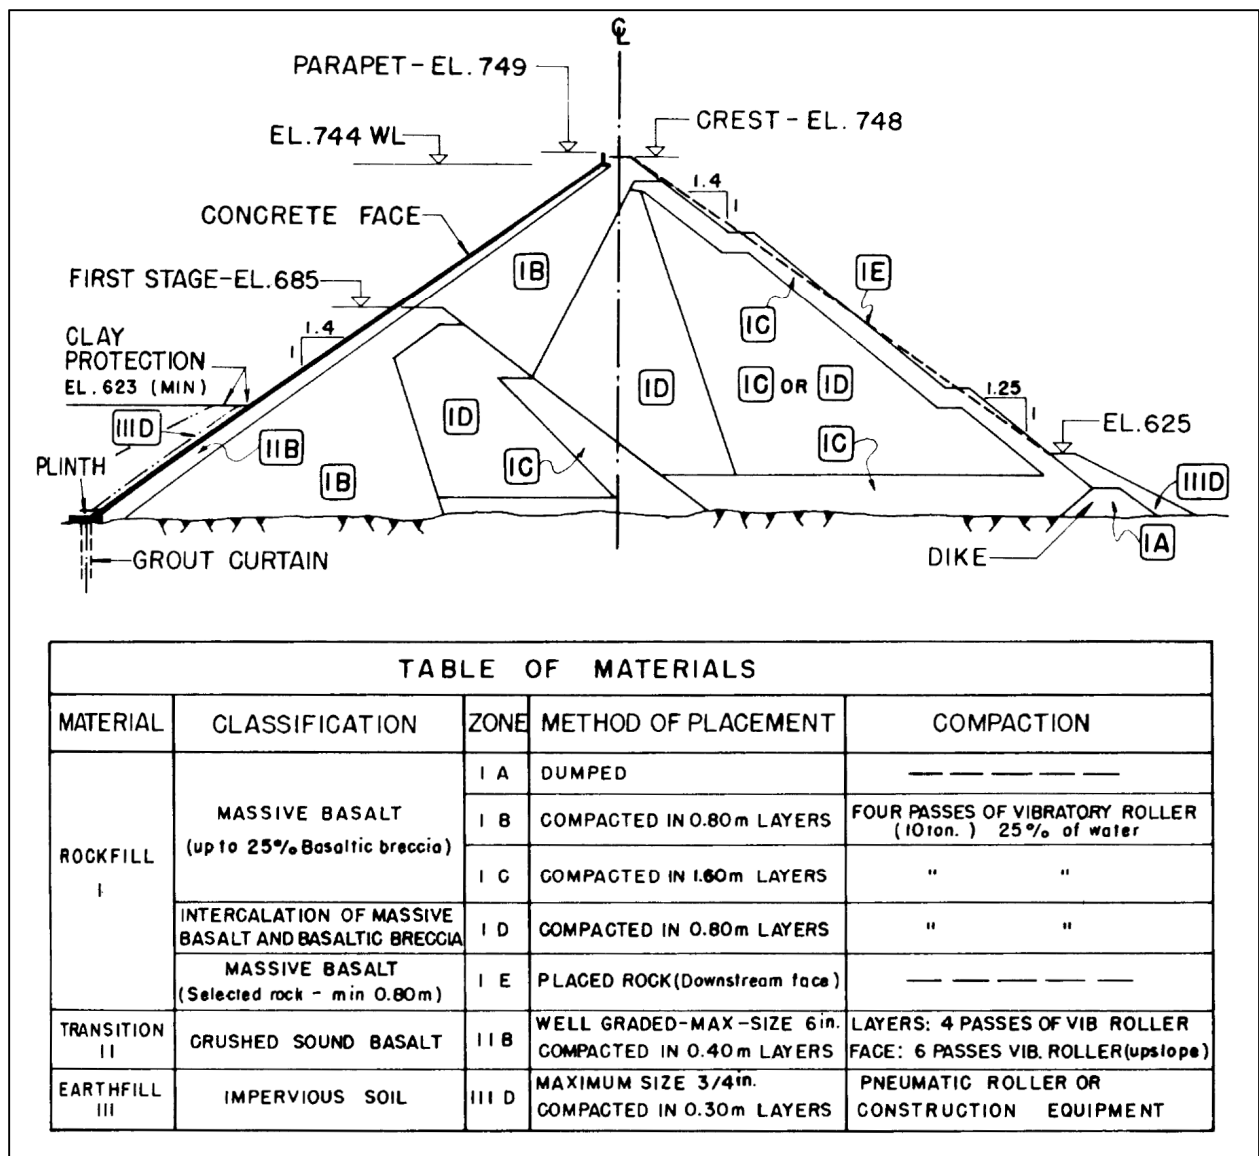 ℄
PARAPET-EL. 749
EL.744 WL
CREST-EL. 748
1.4
1
CONCRETE FACE
IB
IE
FIRST STAGE-EL.685
IC
1.4
1
CLAY
PROTECTION
EL. 623 (MIN)
ID
ID
IC OR ID
1.25
1
EL.625
IIID
IIB
IC
IC
PLINTH
IB
IIID
IA
DIKE
GROUT CURTAIN
TABLE OF MATERIALS
MATERIAL CLASSIFICATION ZONE METHOD OF PLACEMENT COMPACTION
ROCKFILL
I
MASSIVE BASALT
(up to 25% Basaltic breccia)
I A DUMPED — — — — —
I B COMPACTED IN 0.80m LAYERS FOUR PASSES OF VIBRATORY ROLLER
(10ton.) 25% of water
I C COMPACTED IN 1.60m LAYERS " "
INTERCALATION OF MASSIVE
BASALT AND BASALTIC BRECCIA
I D COMPACTED IN 0.80m LAYERS " "
MASSIVE BASALT
(Selected rock - min 0.80m)
I E PLACED ROCK(Downstream face) — — — — —
TRANSITION
II
CRUSHED SOUND BASALT
II B
WELL GRADED-MAX-SIZE 6in.
COMPACTED IN 0.40m LAYERS
LAYERS: 4 PASSES OF VIB ROLLER
FACE: 6 PASSES VIB. ROLLER(upslope)
EARTHFILL
III
IMPERVIOUS SOIL
III D
MAXIMUM SIZE 3/4in.
COMPACTED IN 0.30m LAYERS
PNEUMATIC ROLLER OR
CONSTRUCTION EQUIPMENT